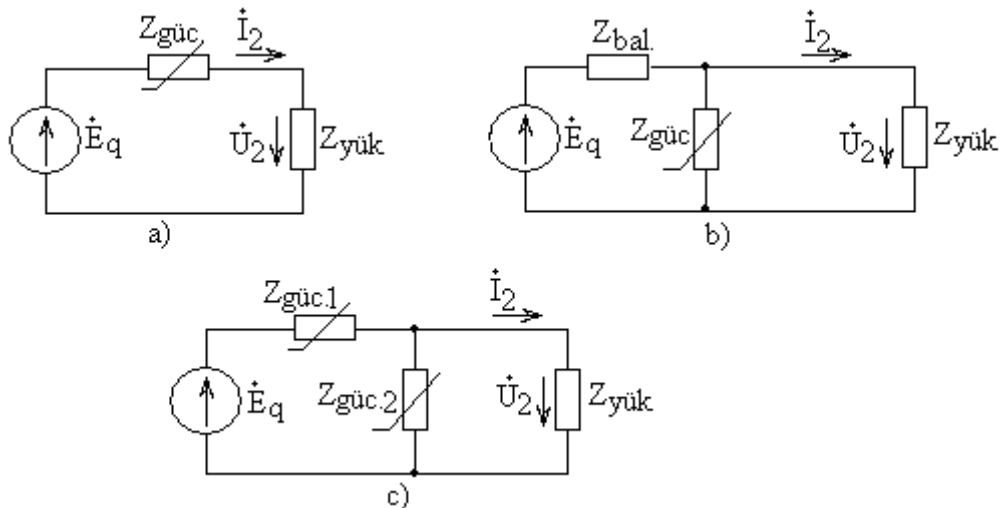 Zgüc. İ2
Zbal. İ2
Ėq U̇2 Zyük
Ėq Zgüc U̇2 Zyük
a)
b)
Zgüc.1 İ2
Ėq Zgüc.2 U̇2 Zyük
c)